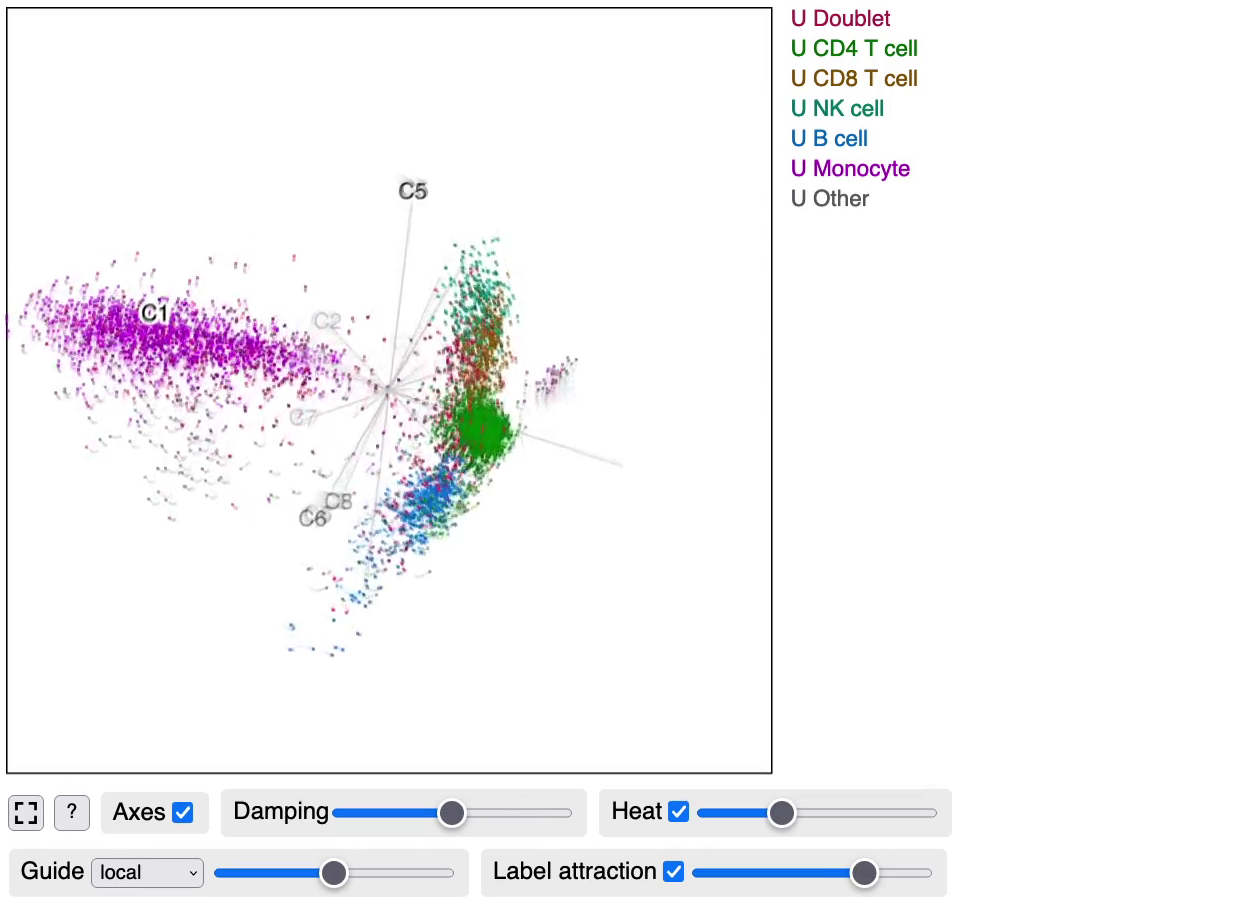 U Doublet
U CD4 T cell
U CD8 T cell
U NK cell
U B cell
U Monocyte
U Other
C5
C1
C2
C7
C8
C6
? Axes Damping Heat
Guide local Label attraction